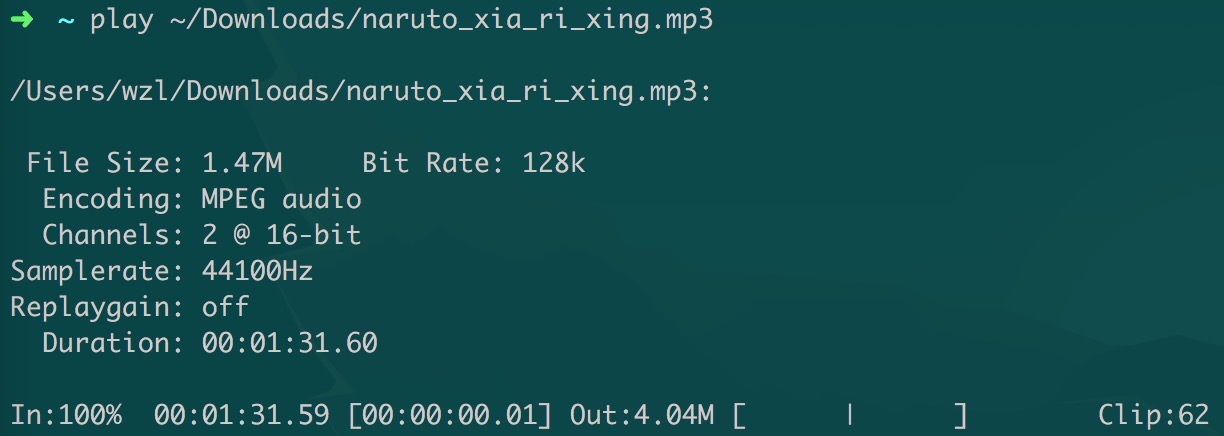 ➜ ~ play ~/Downloads/naruto_xia_ri_xing.mp3
/Users/wzl/Downloads/naruto_xia_ri_xing.mp3:
File Size: 1.47M Bit Rate: 128k
Encoding: MPEG audio
Channels: 2 @ 16-bit
Samplerate: 44100Hz
Replaygain: off
Duration: 00:01:31.60
In:100% 00:01:31.59 [00:00:00.01] Out:4.04M [ | ] Clip:62